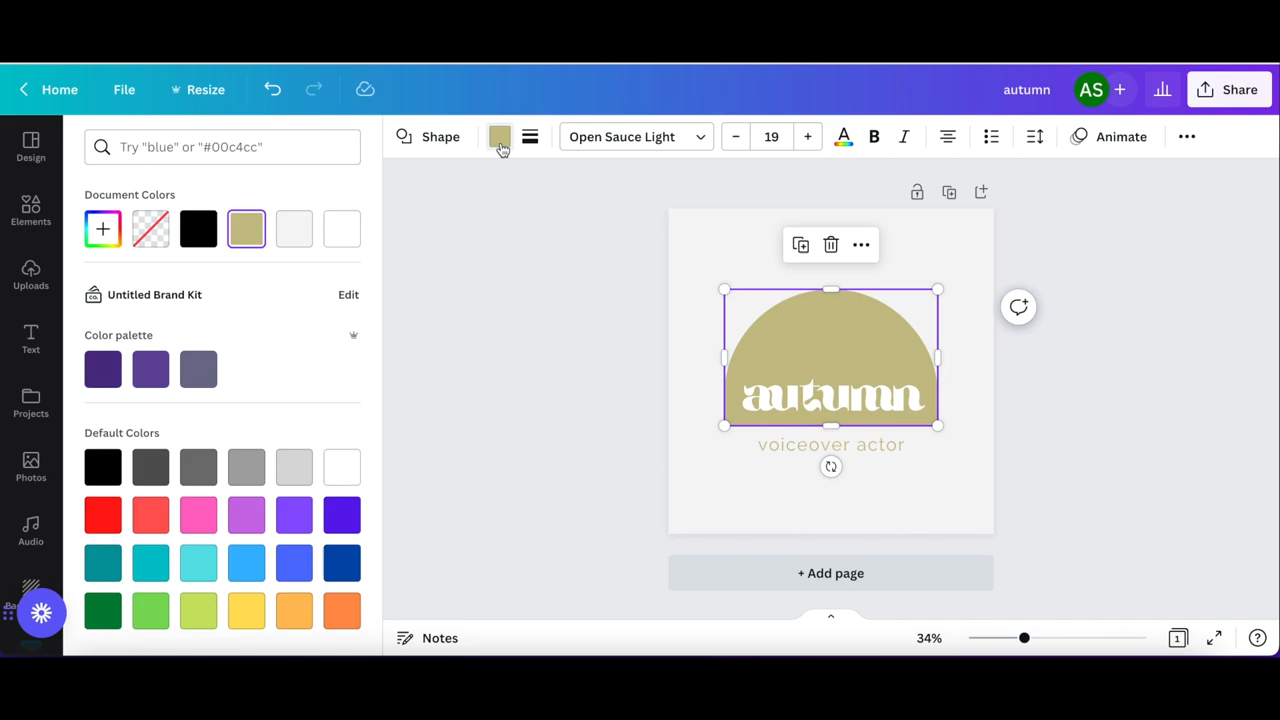 Home File Resize autumn AS Share
Shape Open Sauce Light 19 A B I Animate
Try "blue" or "#00c4cc"
Design
Document Colors
Elements
Uploads
Untitled Brand Kit Edit
Text
Color palette
Projects
Default Colors
Photos
Audio
autumn
voiceover actor
+ Add page
Notes 34% 1